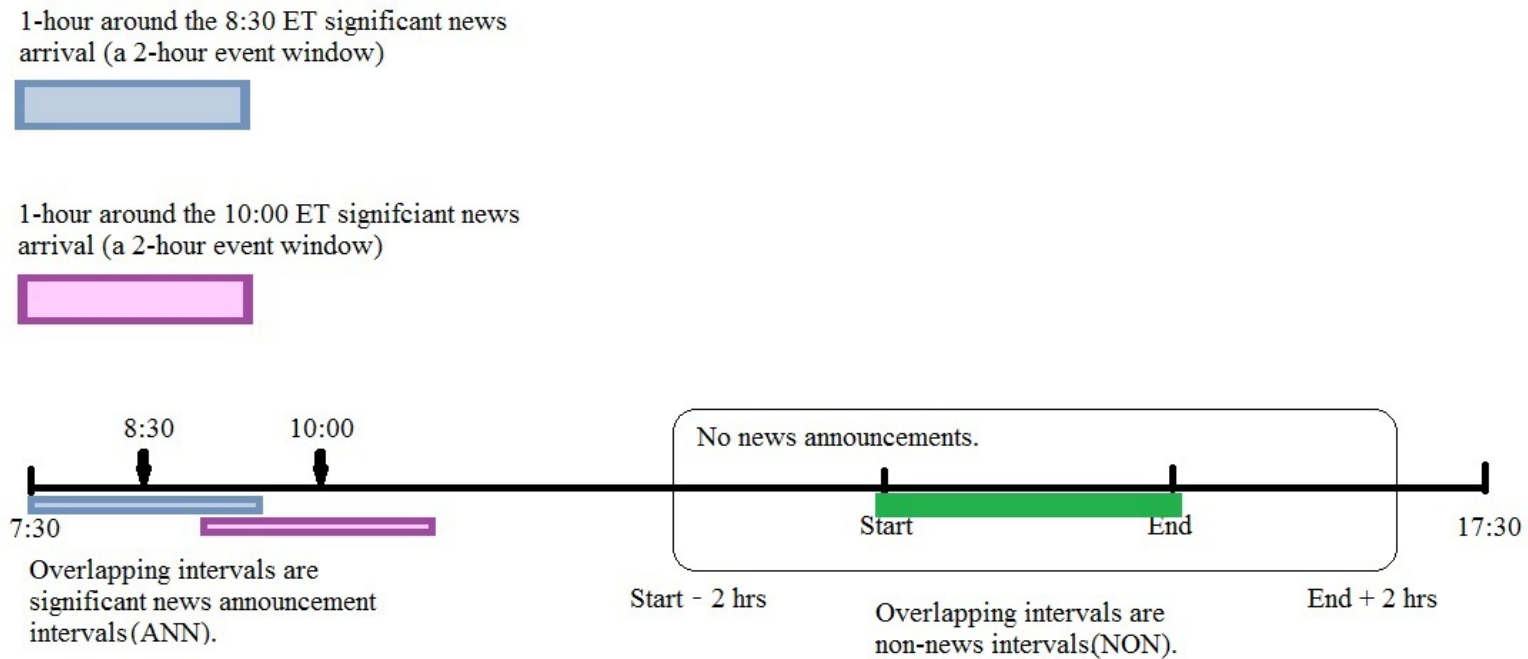 1-hour around the 8:30 ET significant news
arrival (a 2-hour event window)
1-hour around the 10:00 ET signifciant news
arrival (a 2-hour event window)
8:30
10:00
No news announcements.
7:30
Start
End
17:30
Overlapping intervals are
significant news announcement
intervals(ANN).
Start - 2 hrs
End + 2 hrs
Overlapping intervals are
non-news intervals(NON).